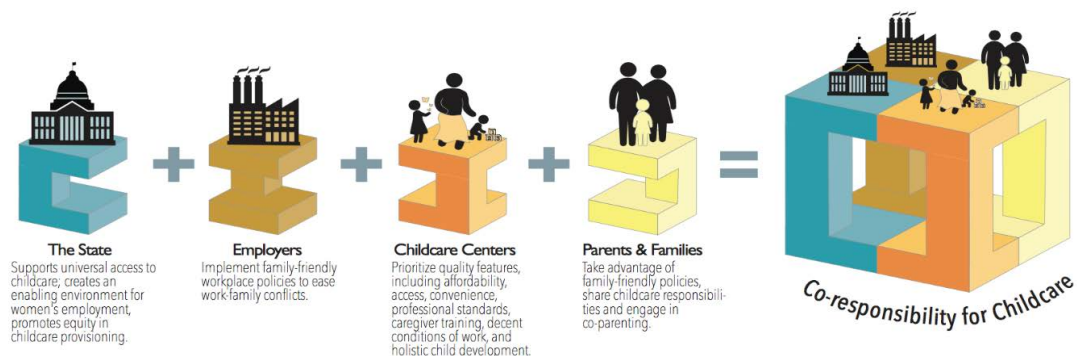 The State
Supports universal access to
childcare; creates an
enabling environment for
women's employment,
promotes equity in
childcare provisioning.
Employers
Implement family-friendly
workplace policies to ease
work-family conflicts.
Childcare Centers
Prioritize quality features,
including affordability,
access, convenience,
professional standards,
caregiver training, decent
conditions of work, and
holistic child development.
Parents & Families
Take advantage of
family-friendly policies,
share childcare responsibili-
ties and engage in
co-parenting.
Co-responsibility for Childcare